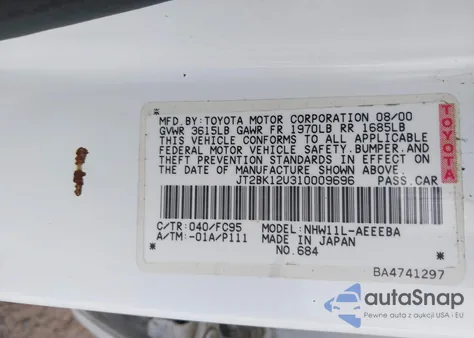 MFD.BY:TOYOTA MOTOR CORPORATION 08/00
GVWR 3615LB GAWR FR 1970LB RR 1685LB
THIS VEHICLE CONFORMS TO ALL APPLICABLE
FEDERAL MOTOR VEHICLE SAFETY,BUMPER,AND
THEFT PREVENTION STANDARDS IN EFFECT ON
THE DATE OF MANUFACTURE SHOWN ABOVE.
JT2BK12U310009696 PASS.CAR
TOYOTA
C/TR:040/FC95 MODEL:NHW11L-AEEEBA
A/TM:-01A/P111 MADE IN JAPAN
NO.684
BA4741297
autoSnap
Pewne auta z aukcji USA i EU